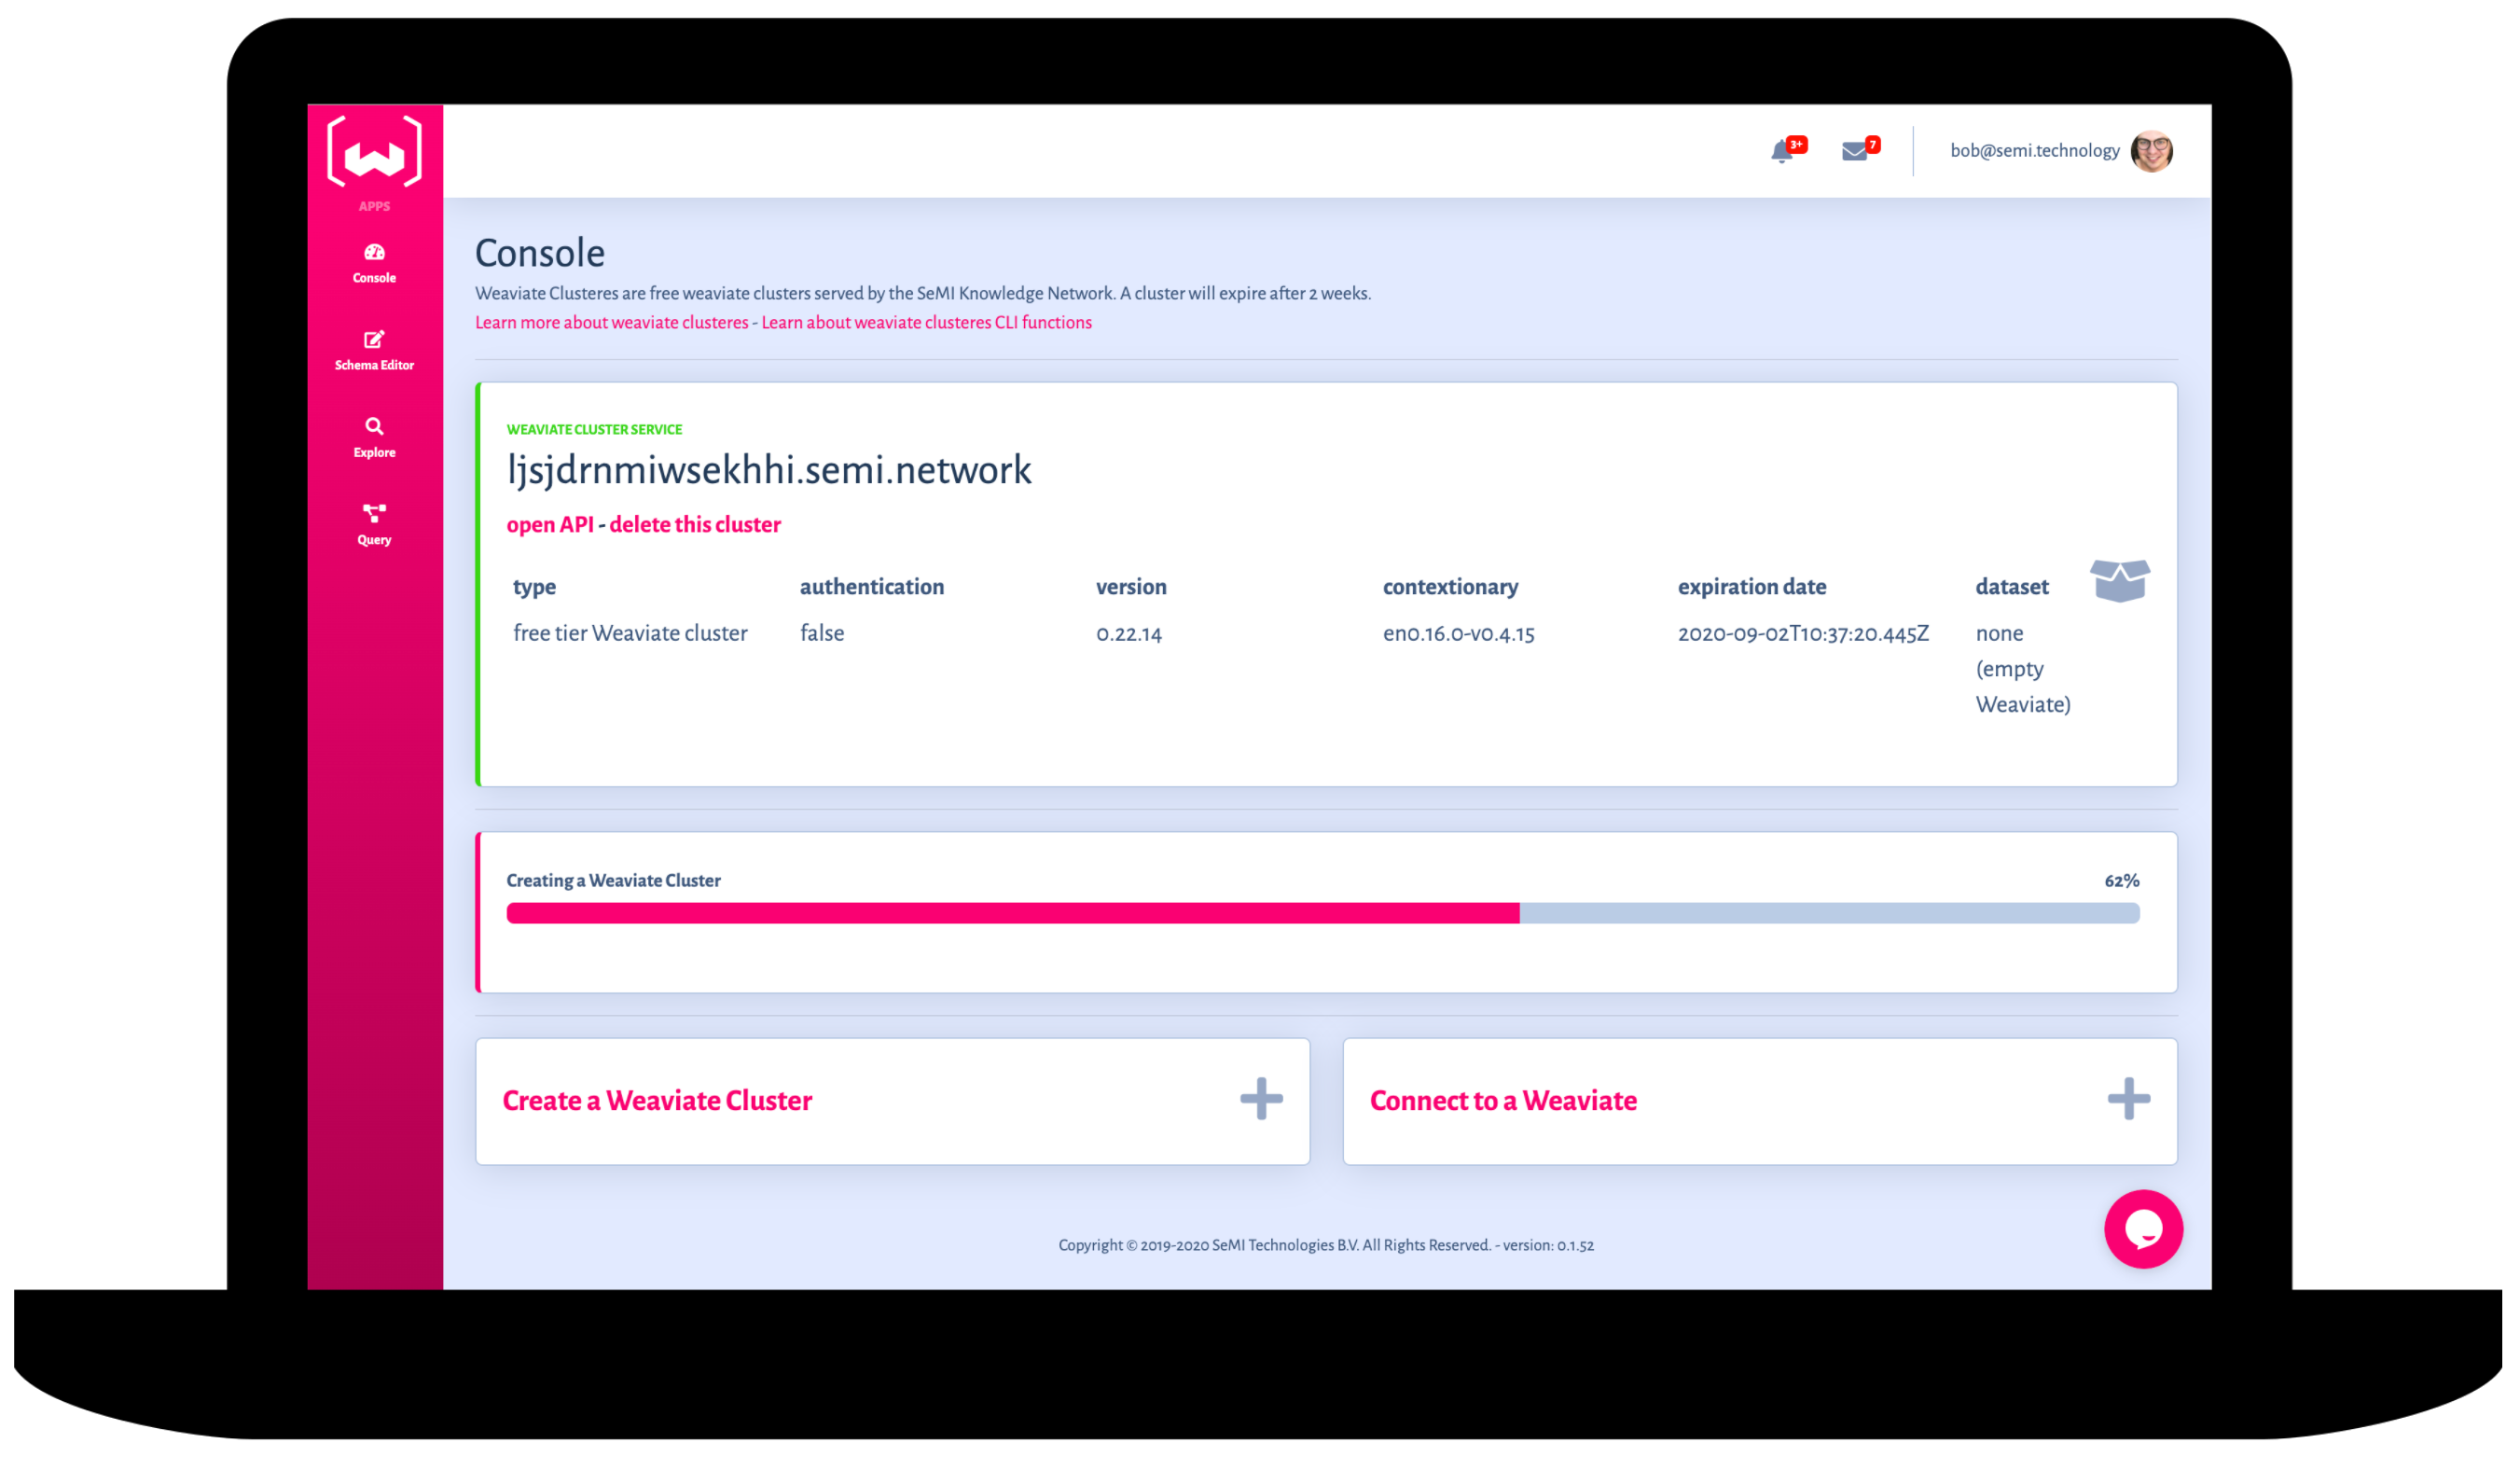 3+
7
bob@semi.technology
APPS
Console
Schema Editor
Explore
Query
Console
Weaviate Clusteres are free weaviate clusters served by the SeMI Knowledge Network. A cluster will expire after 2 weeks.
Learn more about weaviate clusteres - Learn about weaviate clusteres CLI functions
WEAVIATE CLUSTER SERVICE
ljsjdrnmiwsekhhi.semi.network
open API - delete this cluster
type authentication version contextionary expiration date dataset
free tier Weaviate cluster false 0.22.14 en0.16.0-v0.4.15 2020-09-02T10:37:20.445Z none
(empty
Weaviate)
Creating a Weaviate Cluster 62%
Create a Weaviate Cluster
Connect to a Weaviate
Copyright © 2019-2020 SeMI Technologies B.V. All Rights Reserved. - version: 0.1.52